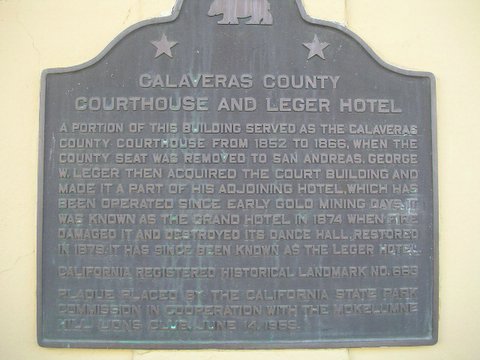 CALAVERAS COUNTY
COURTHOUSE AND LEGER HOTEL
A PORTION OF THIS BUILDING SERVED AS THE CALAVERAS
COUNTY COURTHOUSE FROM 1852 TO 1866, WHEN THE
COUNTY SEAT WAS REMOVED TO SAN ANDREAS. GEORGE
W. LEGER THEN ACQUIRED THE COURT BUILDING AND
MADE IT A PART OF HIS ADJOINING HOTEL, WHICH HAS
BEEN OPERATED SINCE EARLY GOLD MINING DAYS. IT
WAS KNOWN AS THE GRAND HOTEL IN 1874 WHEN FIRE
DAMAGED IT AND DESTROYED ITS DANCE HALL. RESTORED
IN 1879, IT HAS SINCE BEEN KNOWN AS THE LEGER HOTEL.
CALIFORNIA REGISTERED HISTORICAL LANDMARK NO. 663
PLAQUE PLACED BY THE CALIFORNIA STATE PARK
COMMISSION IN COOPERATION WITH THE MOKELUMNE
HILL LIONS CLUB, JUNE 14, 1959.